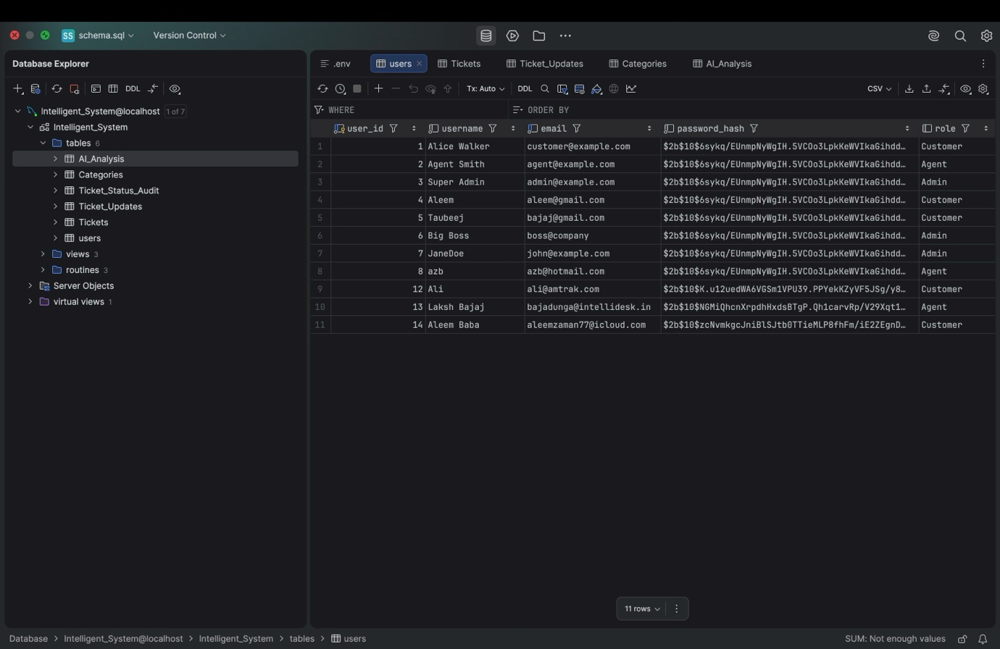 SS schema.sql Version Control
Database Explorer
.env users Tickets Ticket_Updates Categories AI_Analysis
DDL Tx: Auto DDL CSV
Intelligent_System@localhost 1 of 7
WHERE ORDER BY
Intelligent_System
user_id username email password_hash role
tables 6
AI_Analysis
Categories
Ticket_Status_Audit
Ticket_Updates
Tickets
users
views 3
routines 3
Server Objects
virtual views 1
1 1 Alice Walker customer@example.com $2b$10$6sykq/EUnmpNyWgIH.5VCOo3LpkKeWVIkaGihdd… Customer
2 2 Agent Smith agent@example.com $2b$10$6sykq/EUnmpNyWgIH.5VCOo3LpkKeWVIkaGihdd… Agent
3 3 Super Admin admin@example.com $2b$10$6sykq/EUnmpNyWgIH.5VCOo3LpkKeWVIkaGihdd… Admin
4 4 Aleem aleem@gmail.com $2b$10$6sykq/EUnmpNyWgIH.5VCOo3LpkKeWVIkaGihdd… Customer
5 5 Taubeej bajaj@gmail.com $2b$10$6sykq/EUnmpNyWgIH.5VCOo3LpkKeWVIkaGihdd… Customer
6 6 Big Boss boss@company $2b$10$6sykq/EUnmpNyWgIH.5VCOo3LpkKeWVIkaGihdd… Admin
7 7 JaneDoe john@example.com $2b$10$6sykq/EUnmpNyWgIH.5VCOo3LpkKeWVIkaGihdd… Admin
8 8 azb azb@hotmail.com $2b$10$6sykq/EUnmpNyWgIH.5VCOo3LpkKeWVIkaGihdd… Agent
9 12 Ali ali@amtrak.com $2b$10$K.u12uedWA6VGSm1VPU39.PPYekKZyVF5JSg/y8… Customer
10 13 Laksh Bajaj bajadunga@intellidesk.in $2b$10$NGMiQhcnXrpdhHxdsBTgP.Qh1carvRp/V29Xqt1… Agent
11 14 Aleem Baba aleemzaman77@icloud.com $2b$10$zcNvmkgcJniBlSJtb0TTieMLP8fhFm/iE2ZEgnD… Customer
11 rows
Database Intelligent_System@localhost Intelligent_System tables users SUM: Not enough values